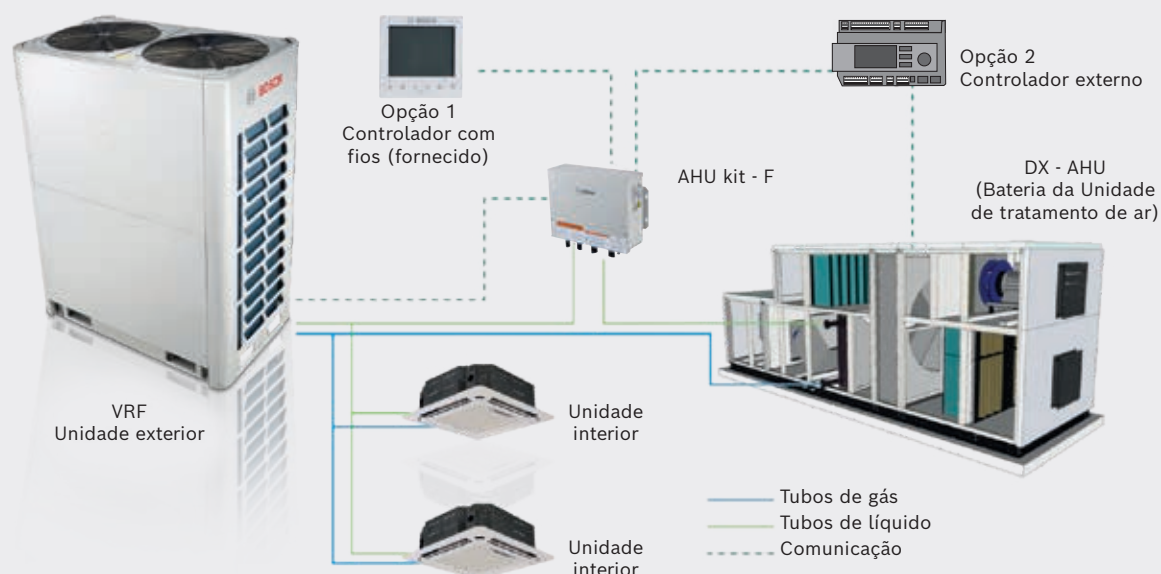 BOSCH
Opção 1
Controlador com
fios (fornecido)
Opção 2
Controlador externo
AHU kit - F
DX - AHU
(Bateria da Unidade
de tratamento de ar)
VRF
Unidade exterior
Unidade
interior
Unidade
interior
Tubos de gás
Tubos de líquido
Comunicação